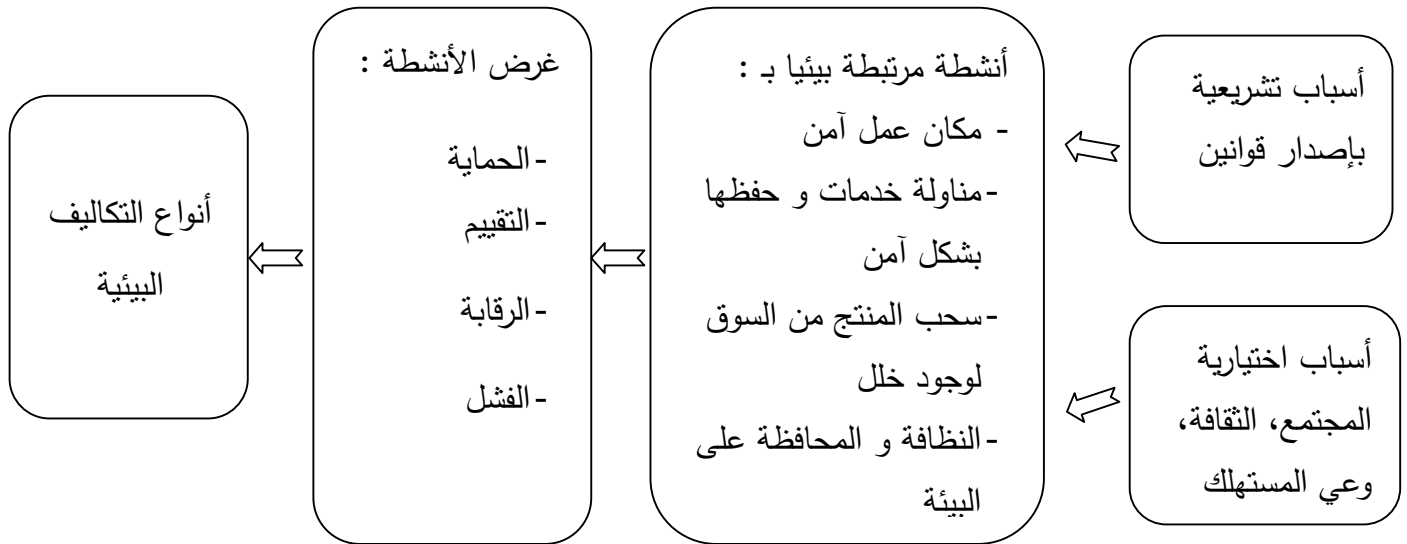 أسباب تشريعية
بإصدار قوانين
أسباب اختيارية
المجتمع، الثقافة،
وعي المستهلك
أنشطة مرتبطة بيئيا بـ :
- مكان عمل آمن
-مناولة خدمات و حفظها
بشكل آمن
-سحب المنتج من السوق
لوجود خلل
-النظافة و المحافظة على
البيئة
غرض الأنشطة :
-الحماية
-التقييم
-الرقابة
-الفشل
أنواع التكاليف
البيئية